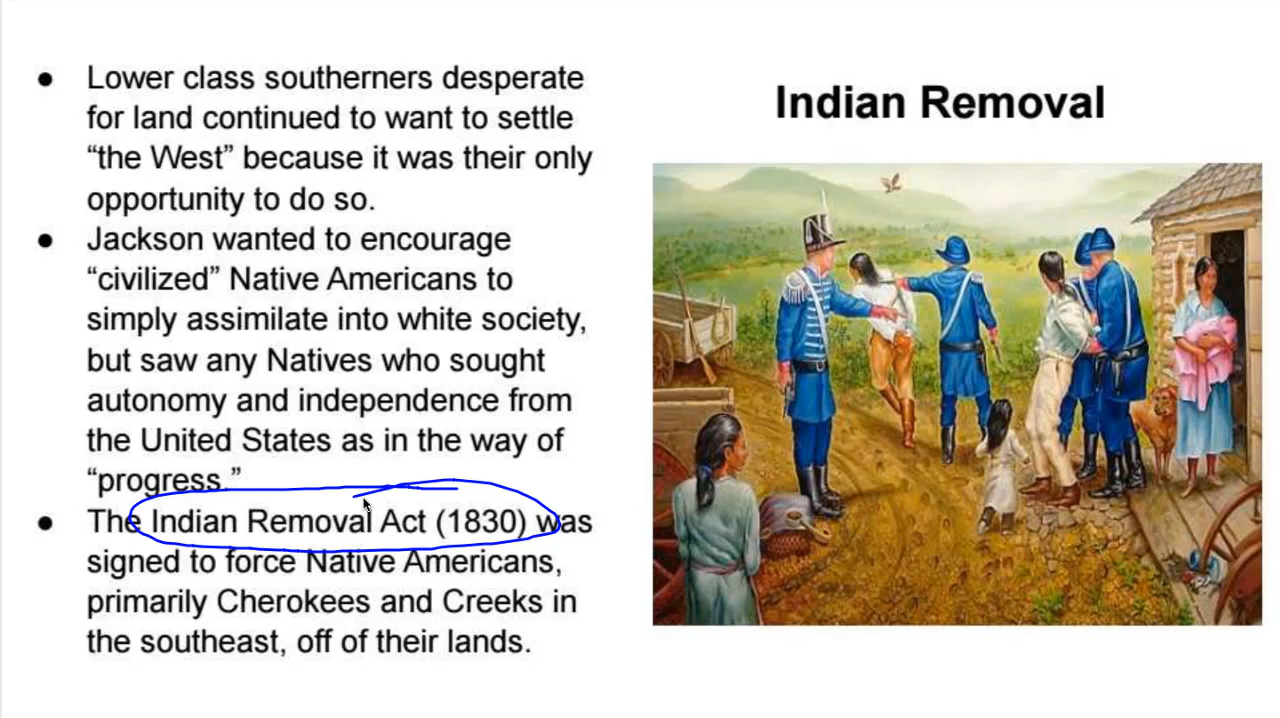 Indian Removal
● Lower class southerners desperate
for land continued to want to settle
“the West” because it was their only
opportunity to do so.
● Jackson wanted to encourage
“civilized” Native Americans to
simply assimilate into white society,
but saw any Natives who sought
autonomy and independence from
the United States as in the way of
“progress.”
● The Indian Removal Act (1830) was
signed to force Native Americans,
primarily Cherokees and Creeks in
the southeast, off of their lands.